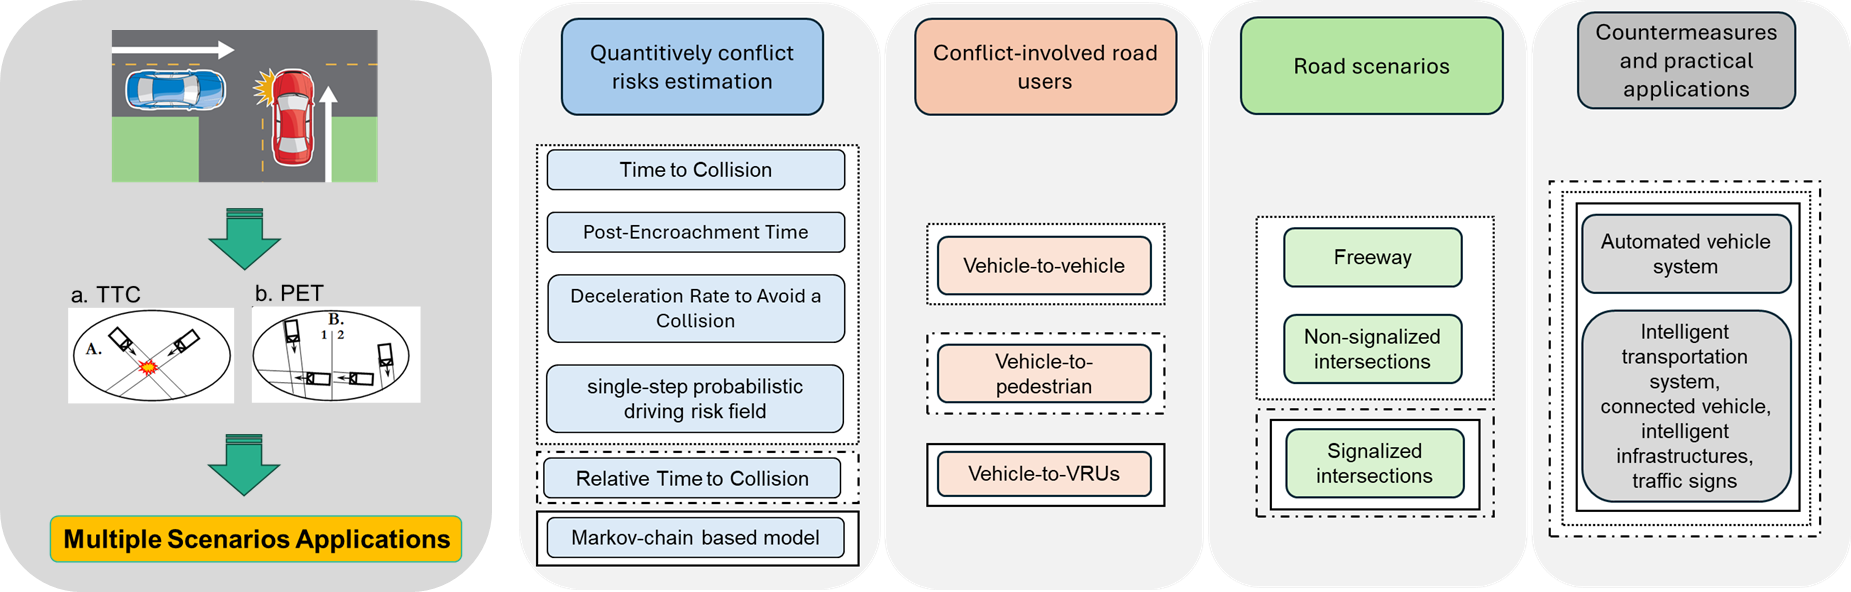 a. TTC
b. PET
A.
B.
1 2
Multiple Scenarios Applications
Quantitively conflict
risks estimation
Time to Collision
Post-Encroachment Time
Deceleration Rate to Avoid a
Collision
single-step probabilistic
driving risk field
Relative Time to Collision
Markov-chain based model
Conflict-involved road
users
Vehicle-to-vehicle
Vehicle-to-
pedestrian
Vehicle-to-VRUs
Road scenarios
Freeway
Non-signalized
intersections
Signalized
intersections
Countermeasures
and practical
applications
Automated vehicle
system
Intelligent
transportation
system,
connected vehicle,
intelligent
infrastructures,
traffic signs